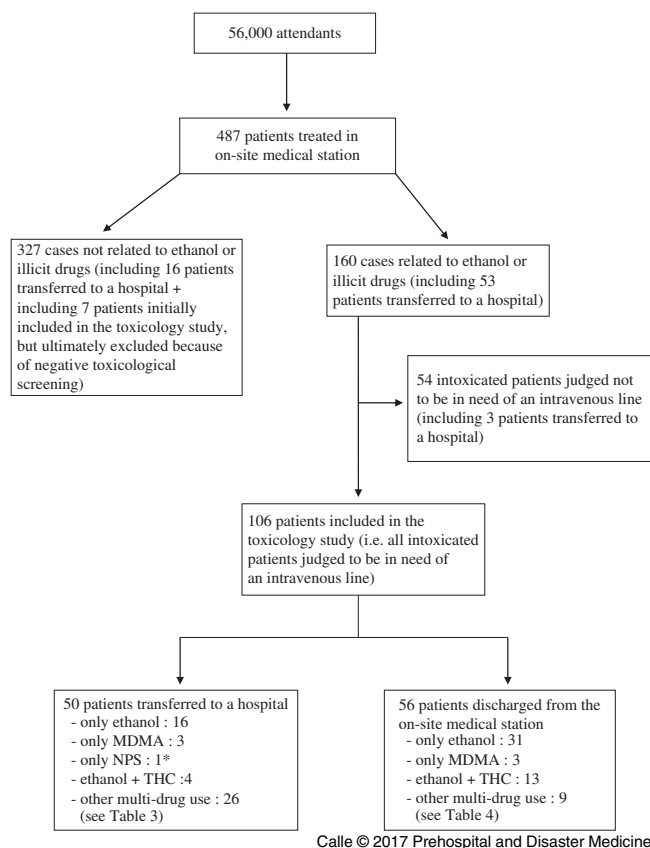 56,000 attendants
487 patients treated in
on-site medical station
327 cases not related to ethanol or
illicit drugs (including 16 patients
transferred to a hospital +
including 7 patients initially
included in the toxicology study,
but ultimately excluded because
of negative toxicological
screening)
160 cases related to ethanol or
illicit drugs (including 53
patients transferred to a hospital)
54 intoxicated patients judged not
to be in need of an intravenous line
(including 3 patients transferred to
a hospital)
106 patients included in the
toxicology study (i.e. all intoxicated
patients judged to be in need of
an intravenous line)
50 patients transferred to a hospital
- only ethanol : 16
- only MDMA : 3
- only NPS : 1*
- ethanol + THC :4
- other multi-drug use : 26
(see Table 3)
56 patients discharged from the
on-site medical station
- only ethanol : 31
- only MDMA : 3
- ethanol + THC : 13
- other multi-drug use : 9
(see Table 4)
Calle © 2017 Prehospital and Disaster Medicine